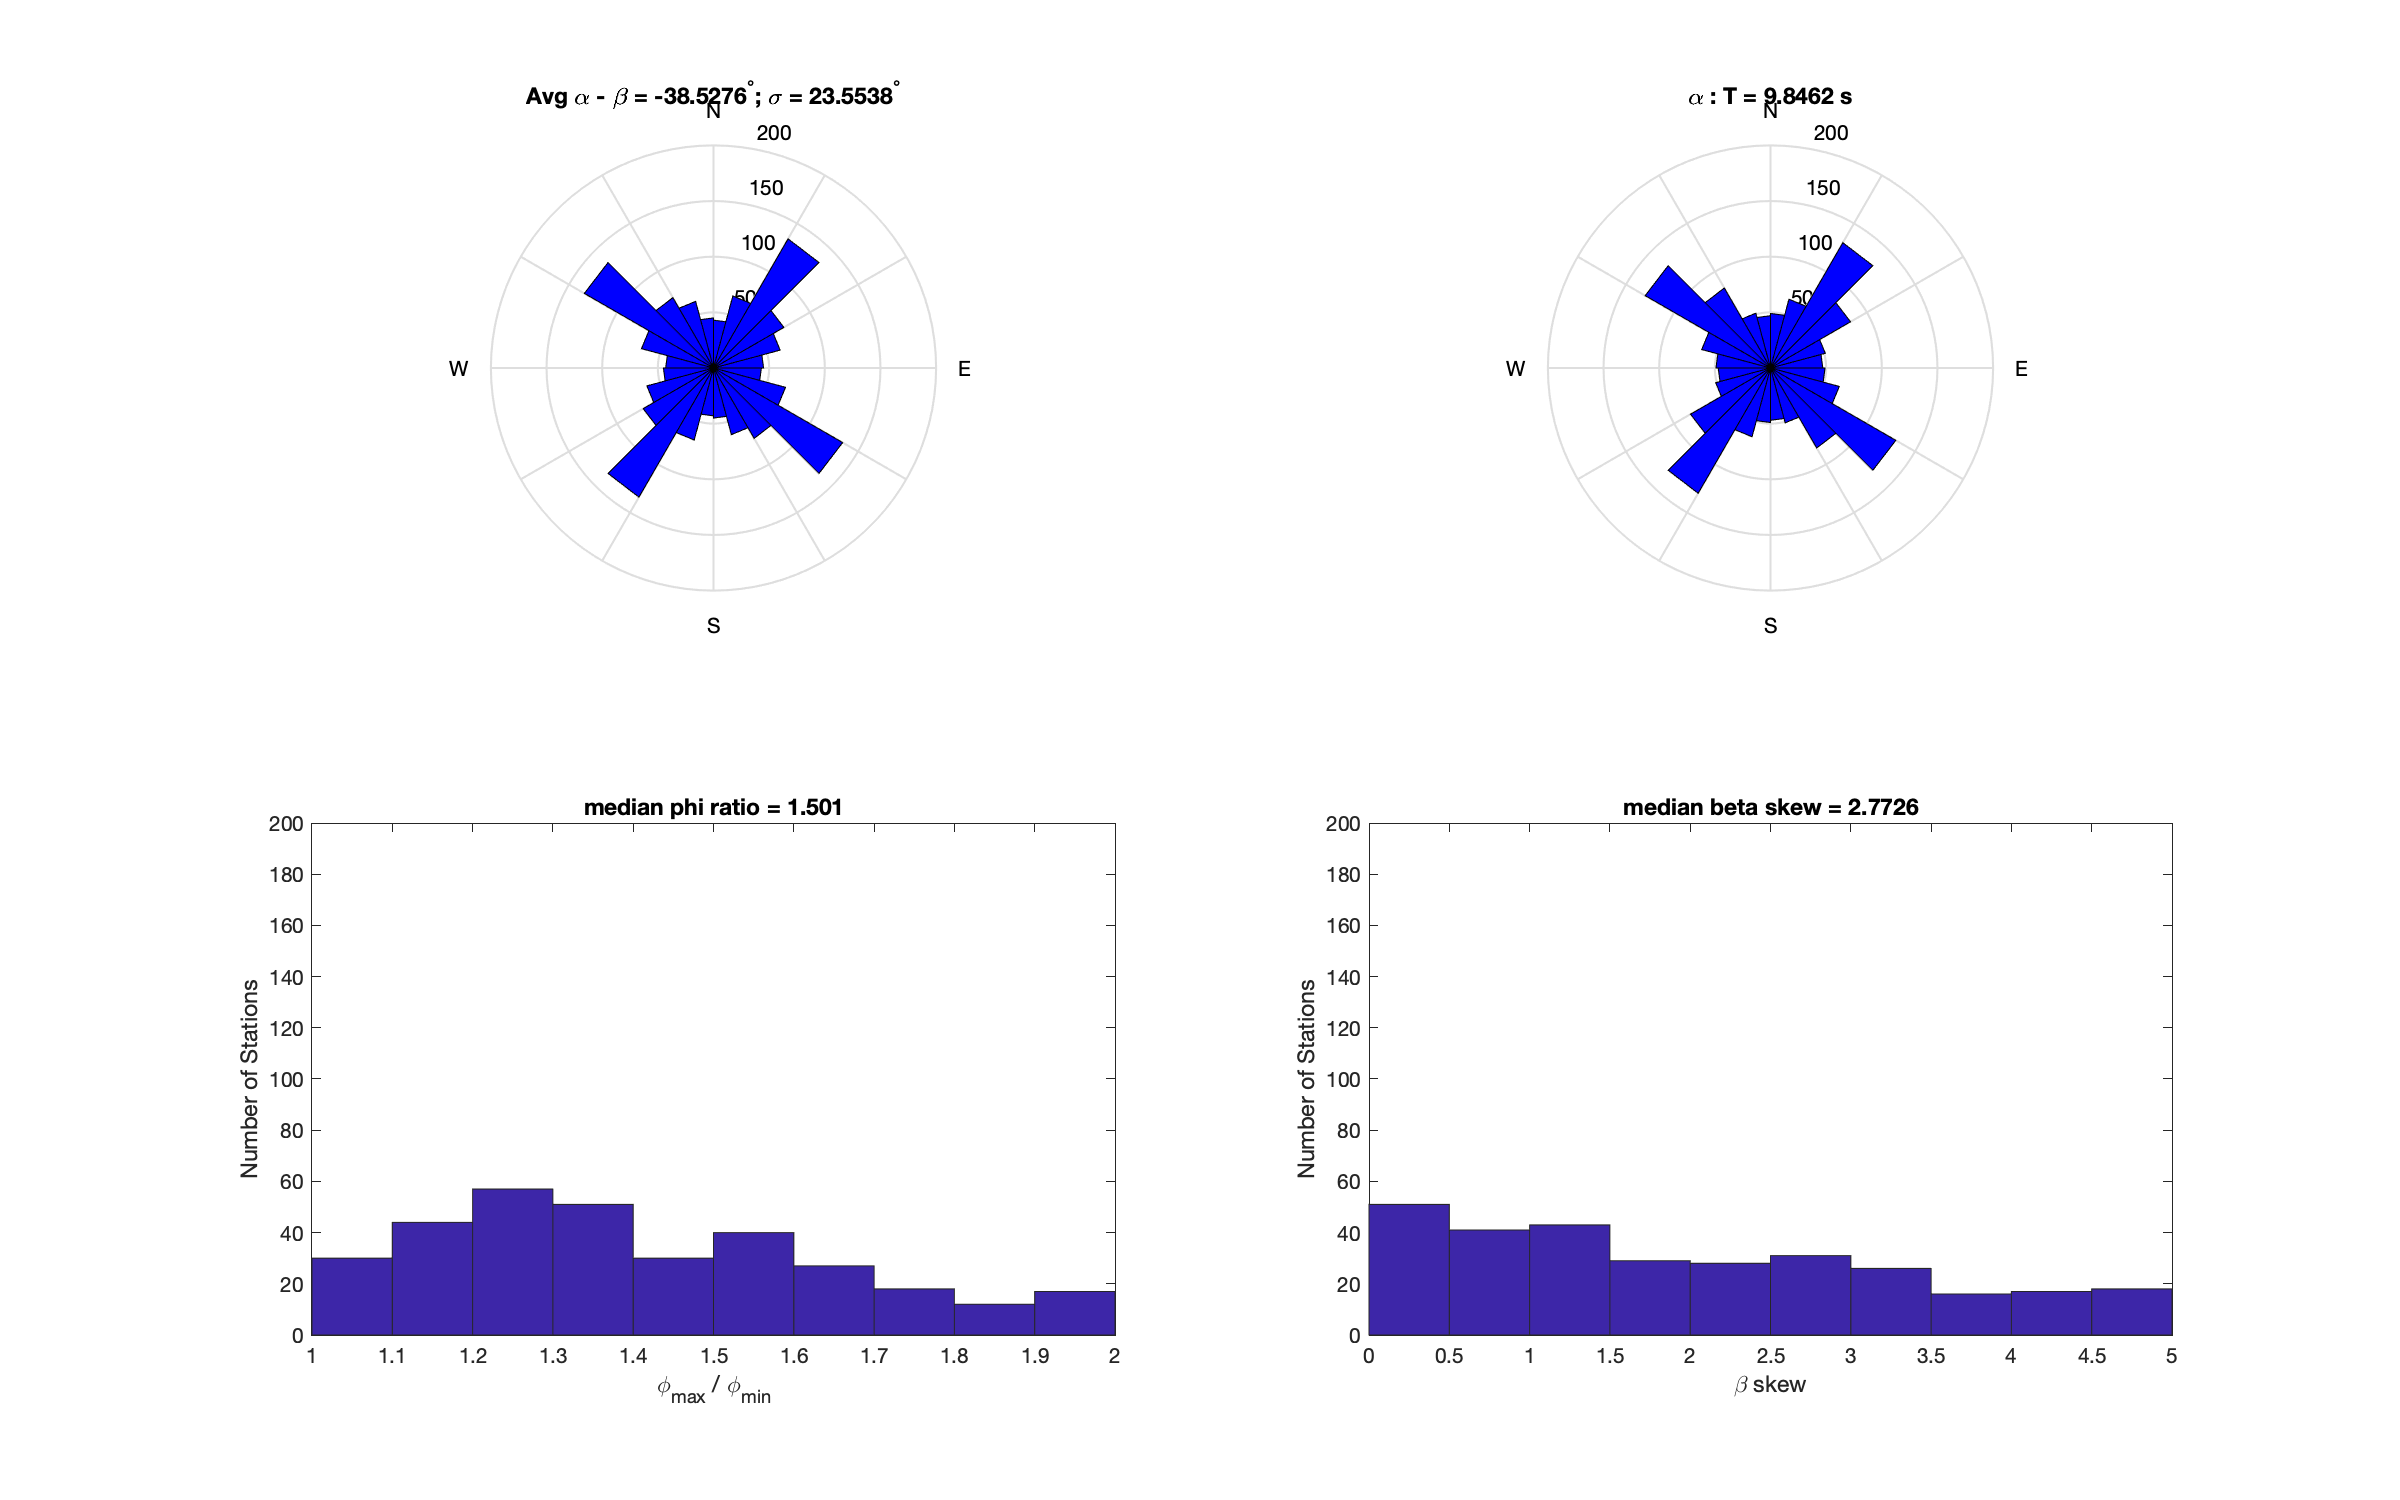 Avg α - β = -38.5276°; σ = 23.5538°
N
200
150
100
50
W
E
S
α : T = 9.8462 s
N
200
150
100
50
W
E
S
median phi ratio = 1.501
200
180
160
140
120
100
80
60
40
20
0
Number of Stations
1 1.1 1.2 1.3 1.4 1.5 1.6 1.7 1.8 1.9 2
ϕmax / ϕmin
median beta skew = 2.7726
200
180
160
140
120
100
80
60
40
20
0
Number of Stations
0 0.5 1 1.5 2 2.5 3 3.5 4 4.5 5
β skew